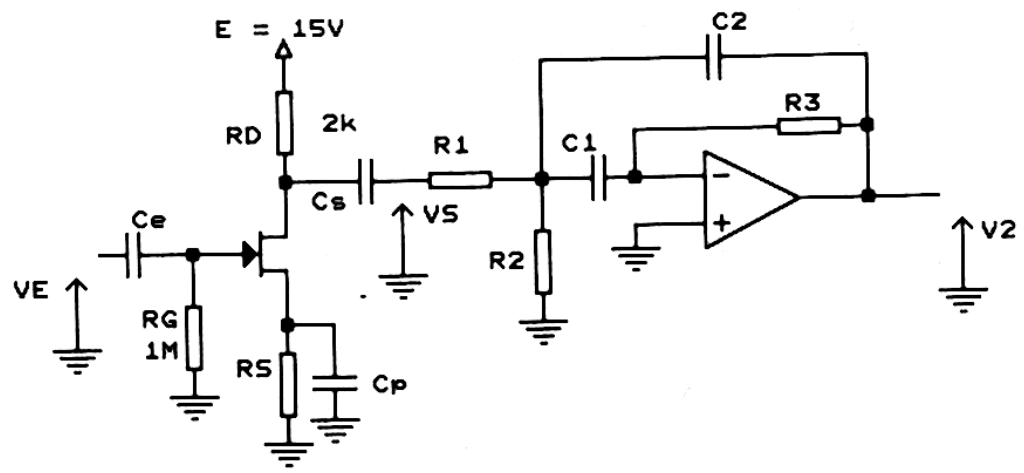 E = 15V
C2
R3
RD
2k
R1
C1
Cs
VS
Ce
R2
V2
VE
RG
1M
RS
Cp
-
+